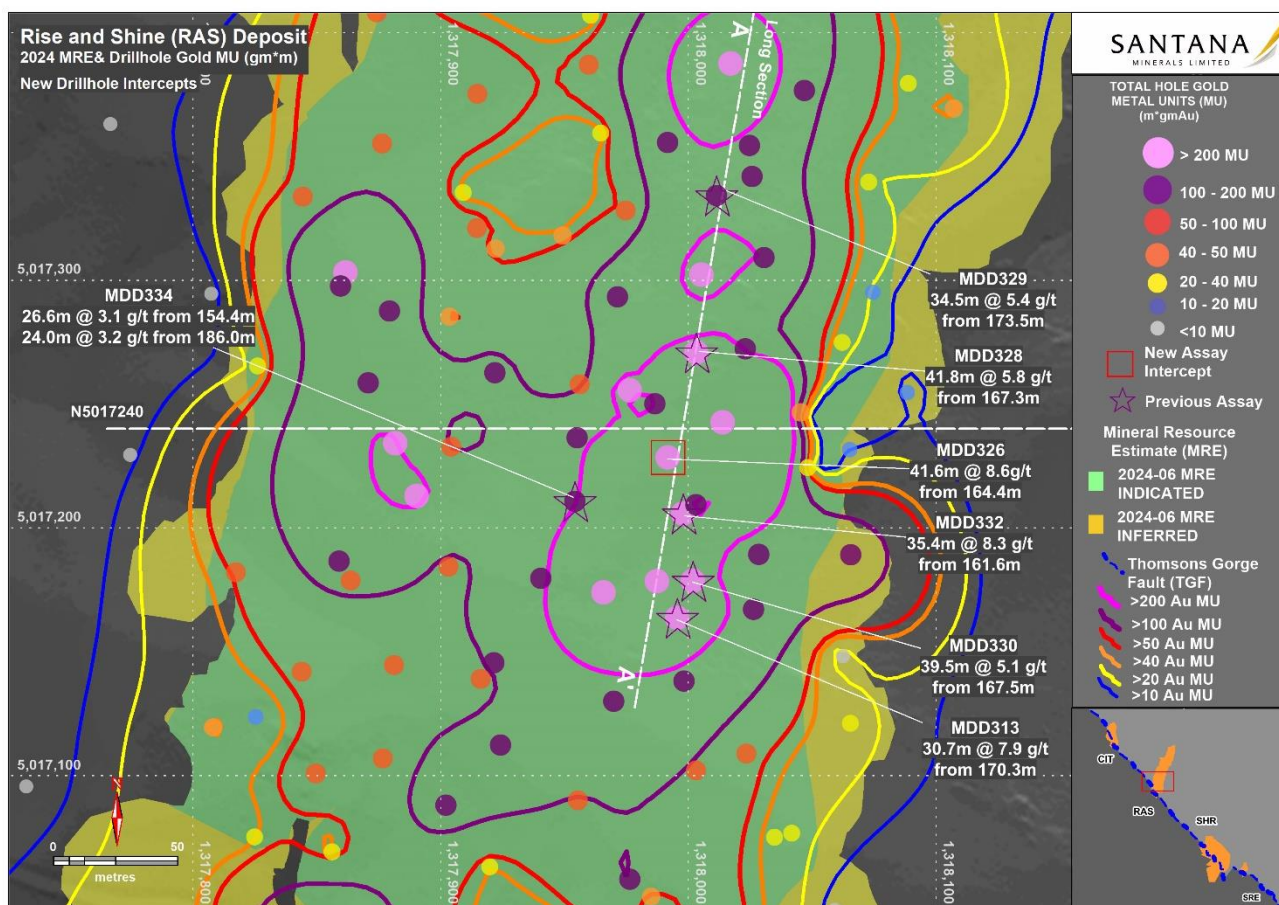 Rise and Shine (RAS) Deposit
2024 MRE& Drillhole Gold MU (gm*m)
New Drillhole Intercepts
1,317,900
1,318,000
1,318,100
A
Long Section
5,017,300
MDD334
26.6m @ 3.1 g/t from 154.4m
24.0m @ 3.2 g/t from 186.0m
N5017240
5,017,200
5,017,100
MDD329
34.5m @ 5.4 g/t
from 173.5m
MDD328
41.8m @ 5.8 g/t
from 167.3m
MDD326
41.6m @ 8.6g/t
from 164.4m
MDD332
35.4m @ 8.3 g/t
from 161.6m
MDD330
39.5m @ 5.1 g/t
from 167.5m
MDD313
30.7m @ 7.9 g/t
from 170.3m
A'
N
0 50
metres
1,317,800
1,317,900
1,318,000
1,318,100
SANTANA
MINERALS LIMITED
TOTAL HOLE GOLD
METAL UNITS (MU)
(m*gmAu)
> 200 MU
100 - 200 MU
50 - 100 MU
40 - 50 MU
20 - 40 MU
10 - 20 MU
<10 MU
New Assay
Intercept
Previous Assay
Mineral Resource
Estimate (MRE)
2024-06 MRE
INDICATED
2024-06 MRE
INFERRED
Thomsons Gorge
Fault (TGF)
>200 Au MU
>100 Au MU
>50 Au MU
>40 Au MU
>20 Au MU
>10 Au MU
CIT
RAS
SHR
SRE